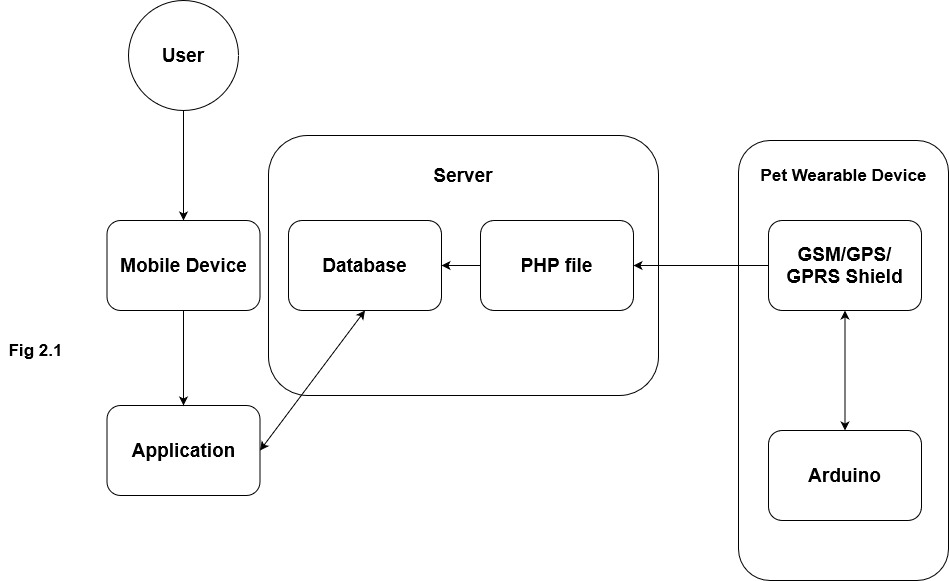 User
Server
Pet Wearable Device
Mobile Device
Database
PHP file
GSM/GPS/
GPRS Shield
Fig 2.1
Application
Arduino